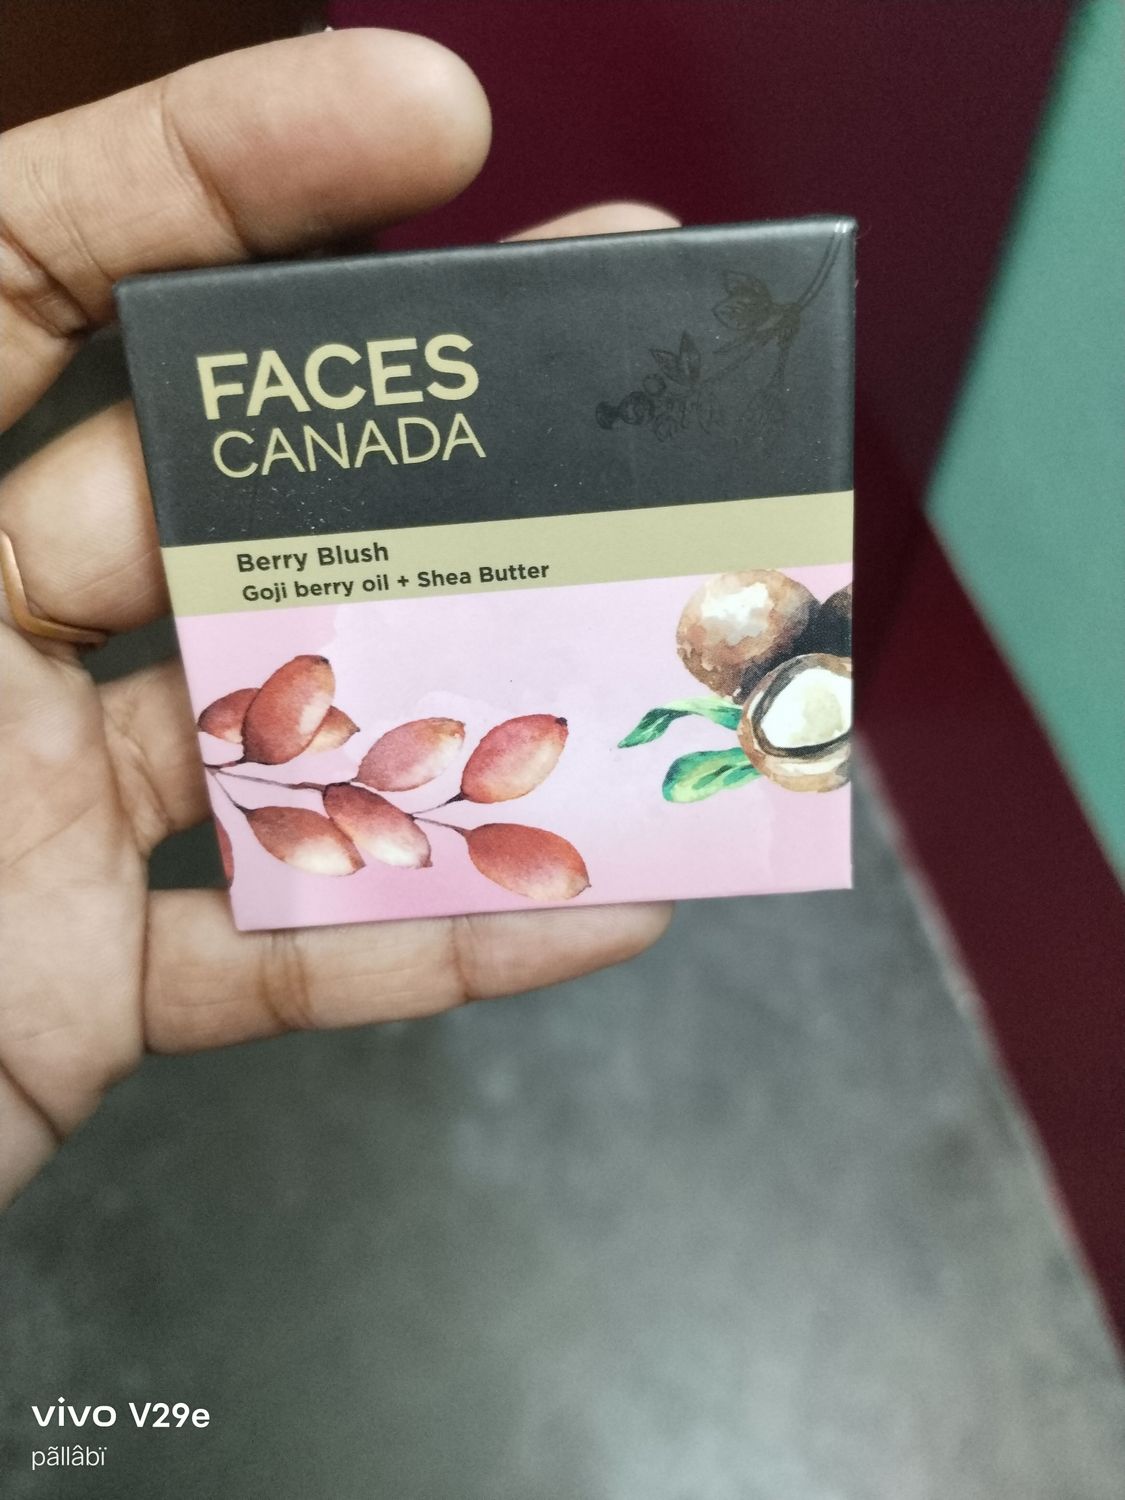 FACES
CANADA
Berry Blush
Goji berry oil + Shea Butter
vivo V29e
pãllâbï